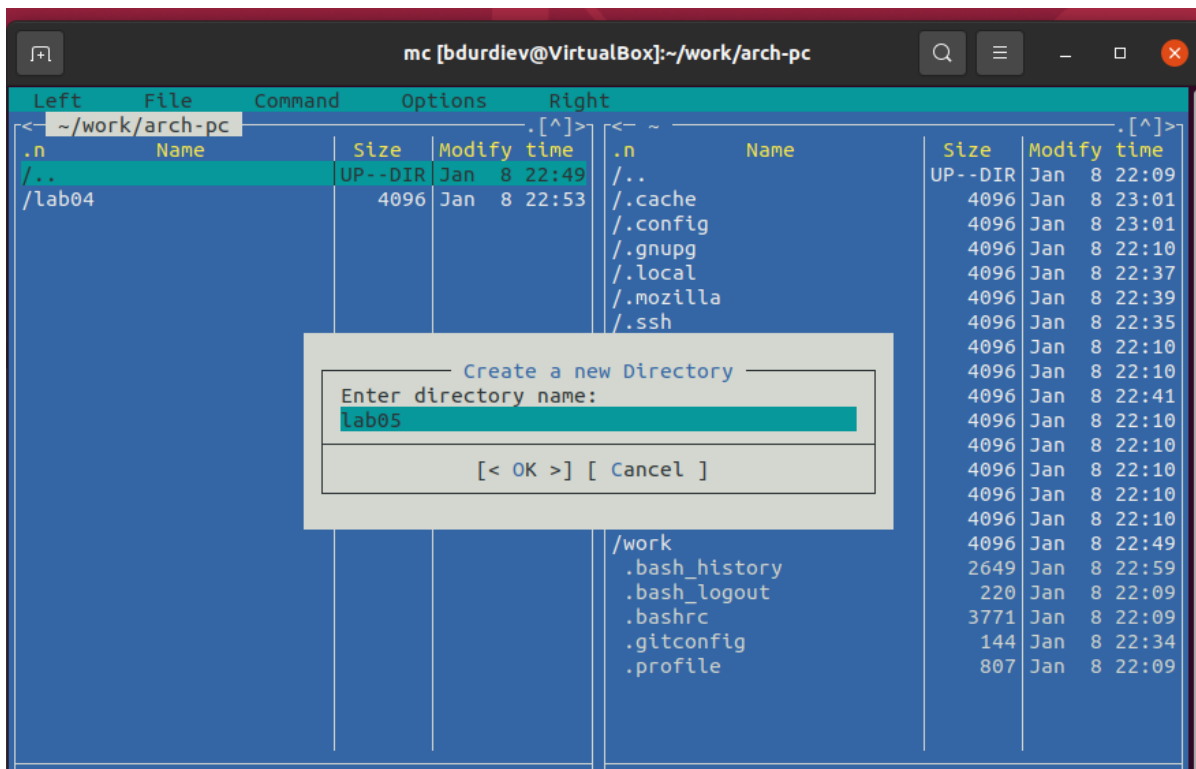 mc [bdurdiev@VirtualBox]:~/work/arch-pc
Left File Command Options Right
<─ ~/work/arch-pc .[^]>
.n Name Size Modify time
/.. UP--DIR Jan 8 22:49
/lab04 4096 Jan 8 22:53
<─ ~ .[^]>
.n Name Size Modify time
/.. UP--DIR Jan 8 22:09
/.cache 4096 Jan 8 23:01
/.config 4096 Jan 8 23:01
/.gnupg 4096 Jan 8 22:10
/.local 4096 Jan 8 22:37
/.mozilla 4096 Jan 8 22:39
/.ssh 4096 Jan 8 22:35
4096 Jan 8 22:10
4096 Jan 8 22:10
4096 Jan 8 22:41
4096 Jan 8 22:10
4096 Jan 8 22:10
4096 Jan 8 22:10
4096 Jan 8 22:10
4096 Jan 8 22:10
/work 4096 Jan 8 22:49
.bash_history 2649 Jan 8 22:59
.bash_logout 220 Jan 8 22:09
.bashrc 3771 Jan 8 22:09
.gitconfig 144 Jan 8 22:34
.profile 807 Jan 8 22:09
Create a new Directory
Enter directory name:
lab05
[< OK >] [ Cancel ]